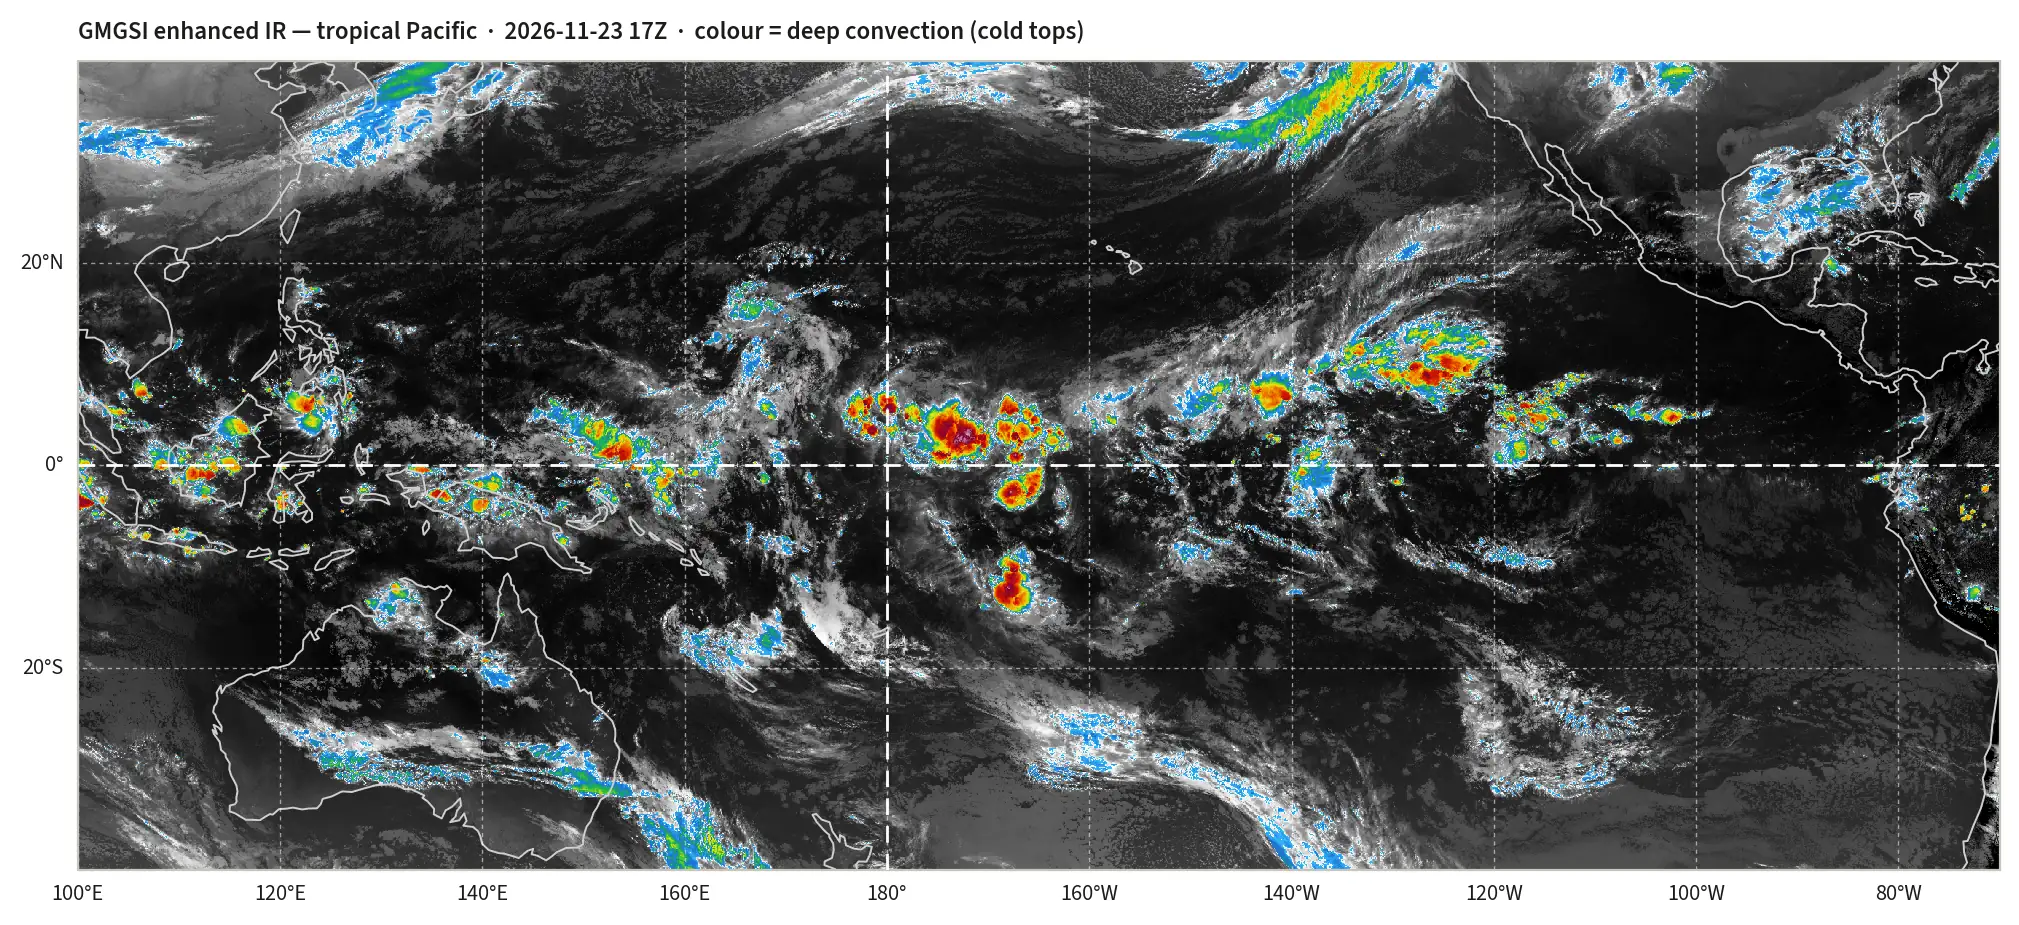 GMGSI enhanced IR — tropical Pacific · 2026-11-23 17Z · colour = deep convection (cold tops)
20°N
0°
20°S
100°E 120°E 140°E 160°E 180° 160°W 140°W 120°W 100°W 80°W